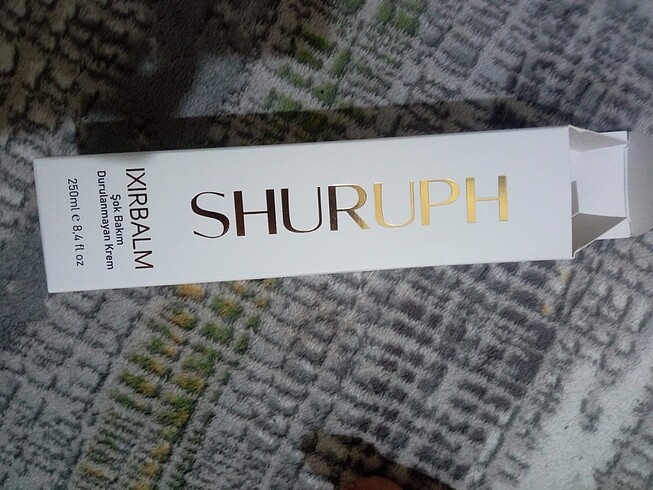 SHURUPH
IXIRBALM
Şok Bakım
Durulanmayan Krem
250ml e 8,4 fl oz